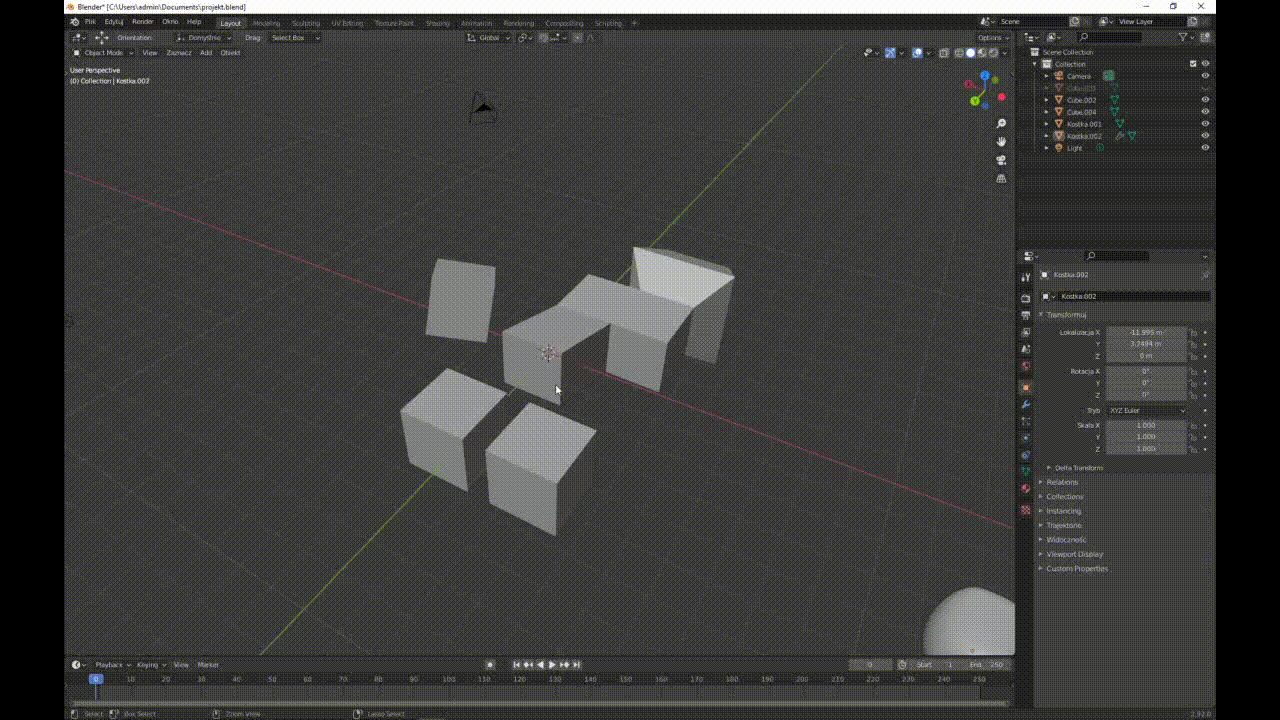 Blender* [C:\Users\admin\Documents\projekt.blend]
Plik Edytuj Render Okno Help Layout Modeling Sculpting UV Editing Texture Paint Shading Animation Rendering Compositing Scripting + Scene View Layer
Orientation: Domyślnie Drag: Select Box Global Options
Object Mode View Zaznacz Add Obiekt
User Perspective
(0) Collection | Kostka.002
Y
Z
Scene Collection
Collection
Camera
Cube.002
Cube.004
Kostka.001
Kostka.002
Light
Kostka.002
Kostka.002
Transformuj
Lokalizacja X -11.995 m
Y 3.7494 m
Z 0 m
Rotacja X 0°
Y 0°
Z 0°
Tryb XYZ Euler
Skala X 1.000
Y 1.000
Z 1.000
Delta Transform
Relations
Collections
Instancing
Trajektorie
Widoczność
Viewport Display
Custom Properties
Playback Keying View Marker 0 Start 1 End 250
0 10 20 30 40 50 60 70 80 90 100 110 120 130 140 150 160 170 180 190 200 210 220 230 240 250
Select Box Select Zoom View Lasso Select 2.92.0